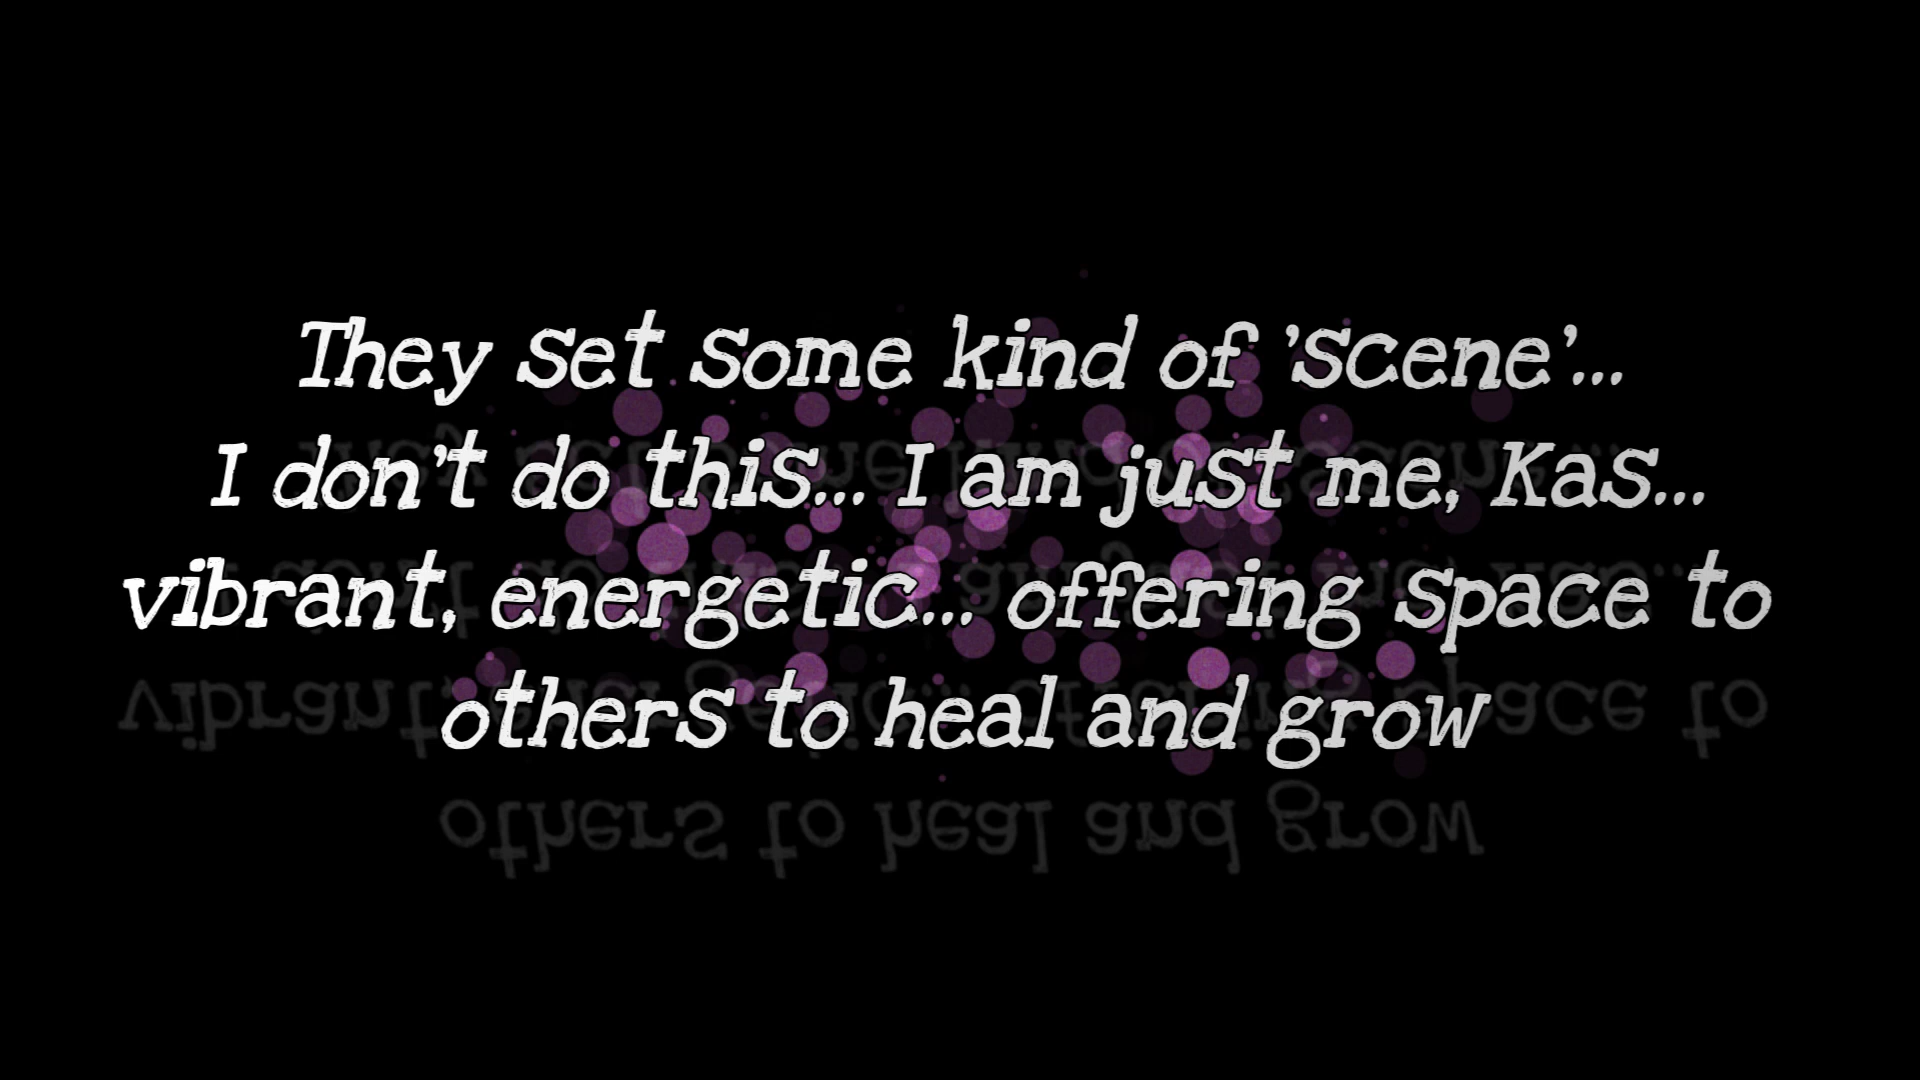 They set some kind of 'scene'...
I don't do this... I am just me, Kas...
vibrant, energetic... offering space to
others to heal and grow